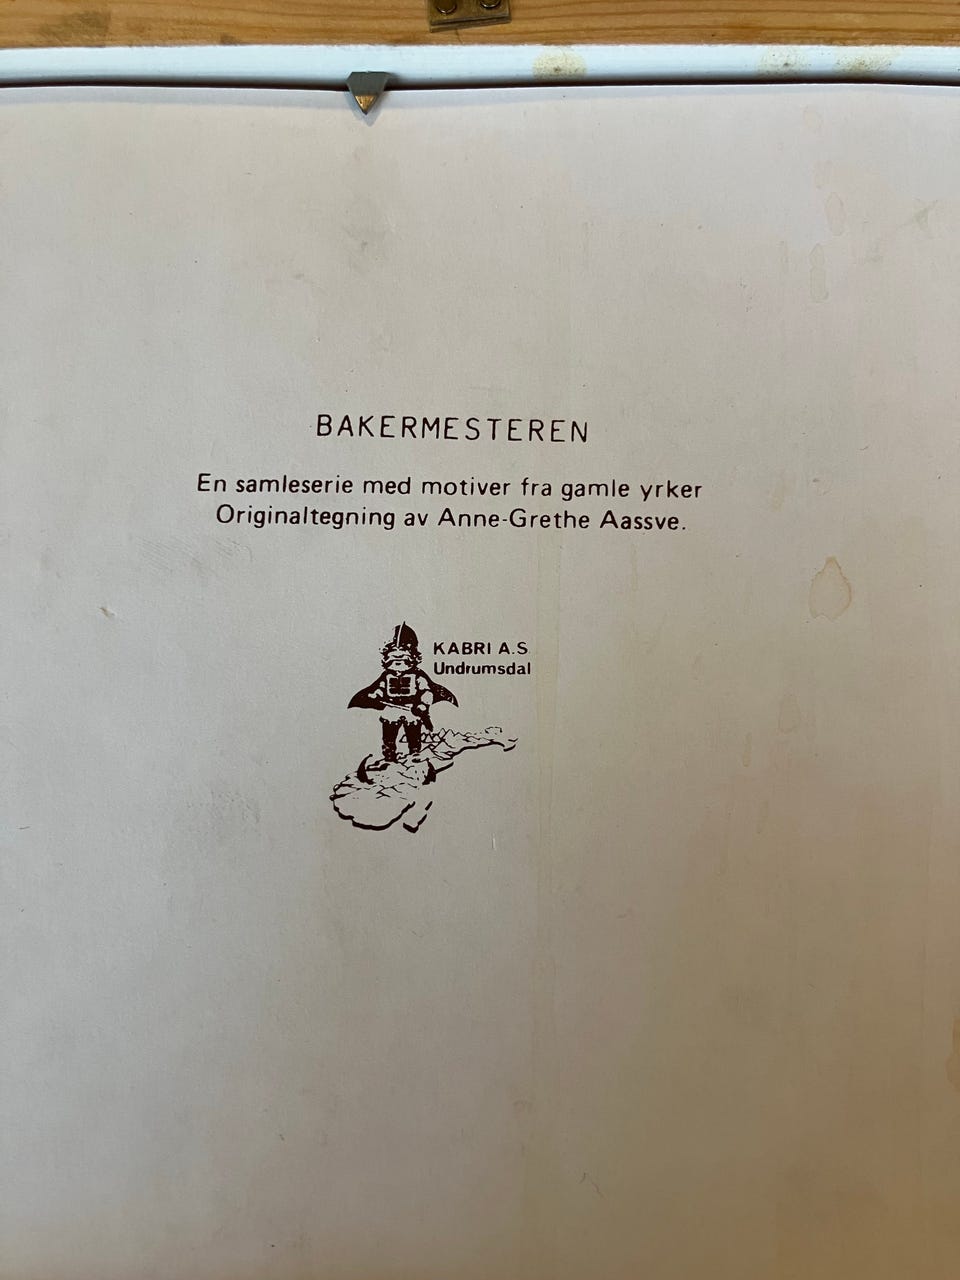 BAKERMESTEREN
En samleserie med motiver fra gamle yrker
Originaltegning av Anne-Grethe Aassve.
KABRI A.S
Undrumsdal